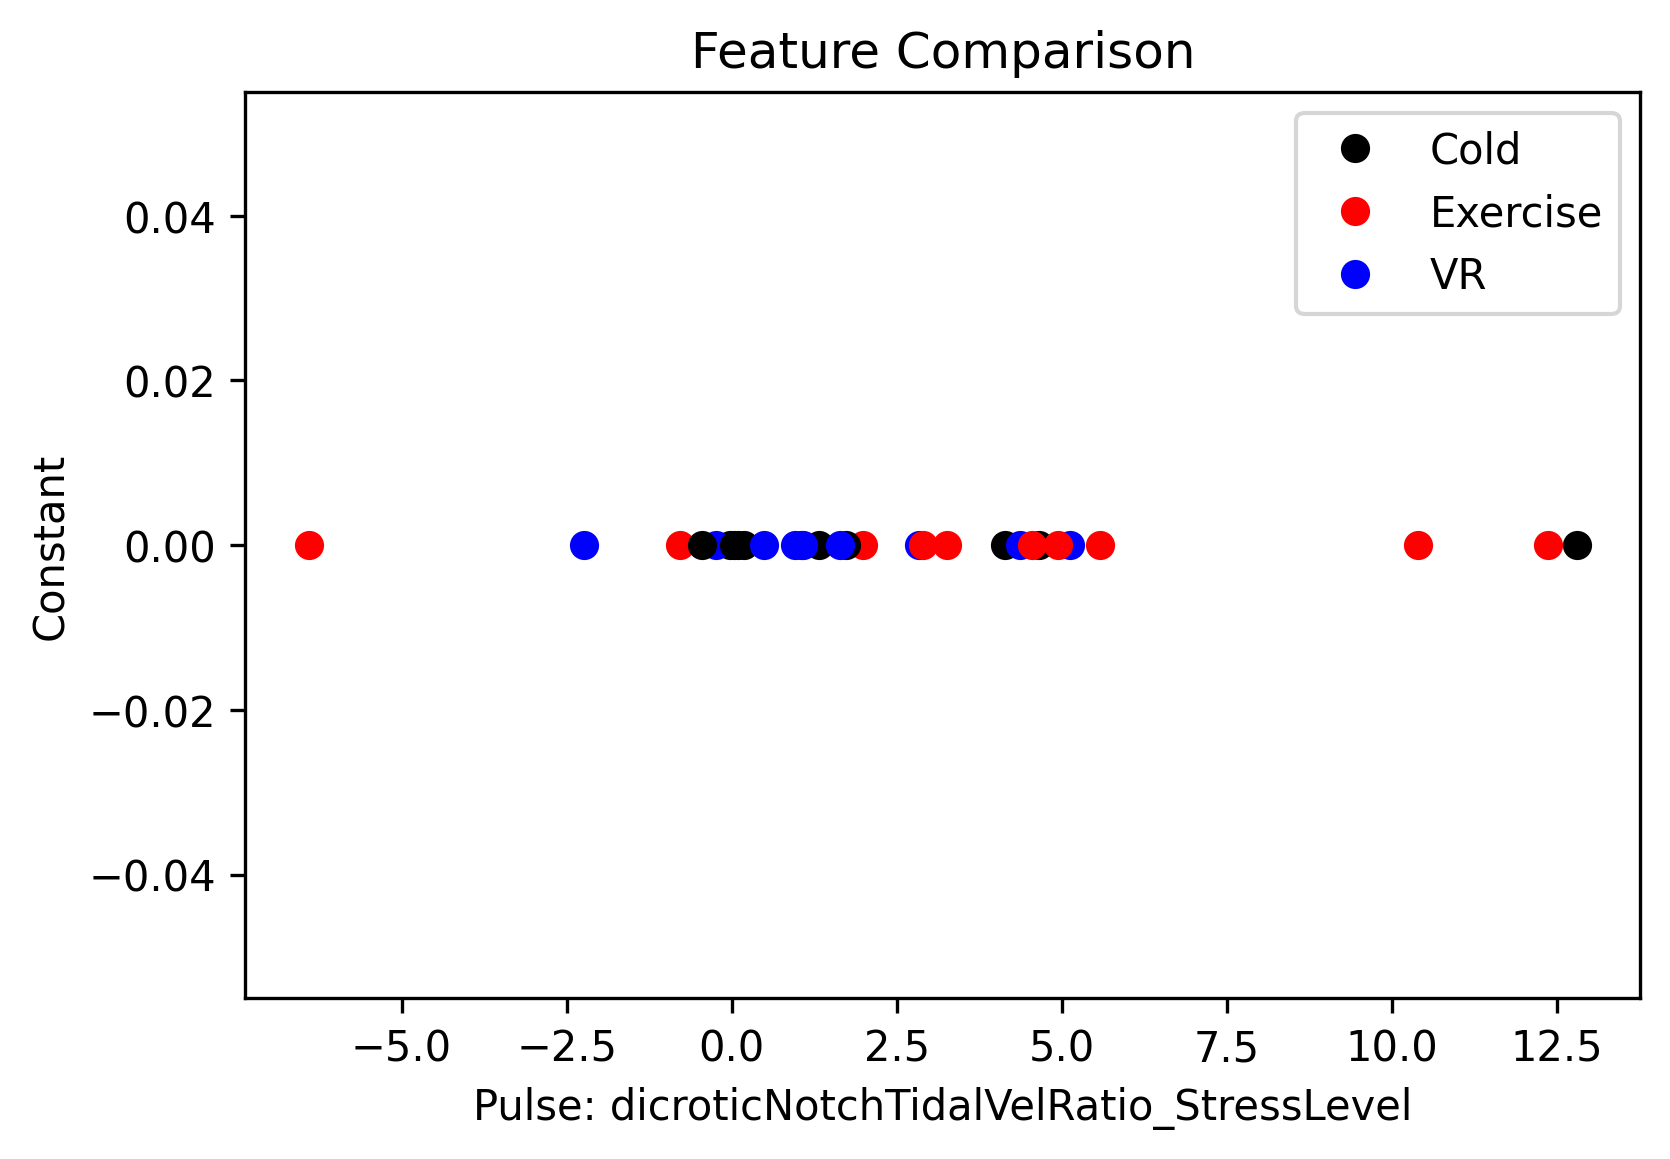 Feature Comparison
Cold
Exercise
VR
0.04
0.02
0.00
−0.02
−0.04
Constant
−5.0 −2.5 0.0 2.5 5.0 7.5 10.0 12.5
Pulse: dicroticNotchTidalVelRatio_StressLevel